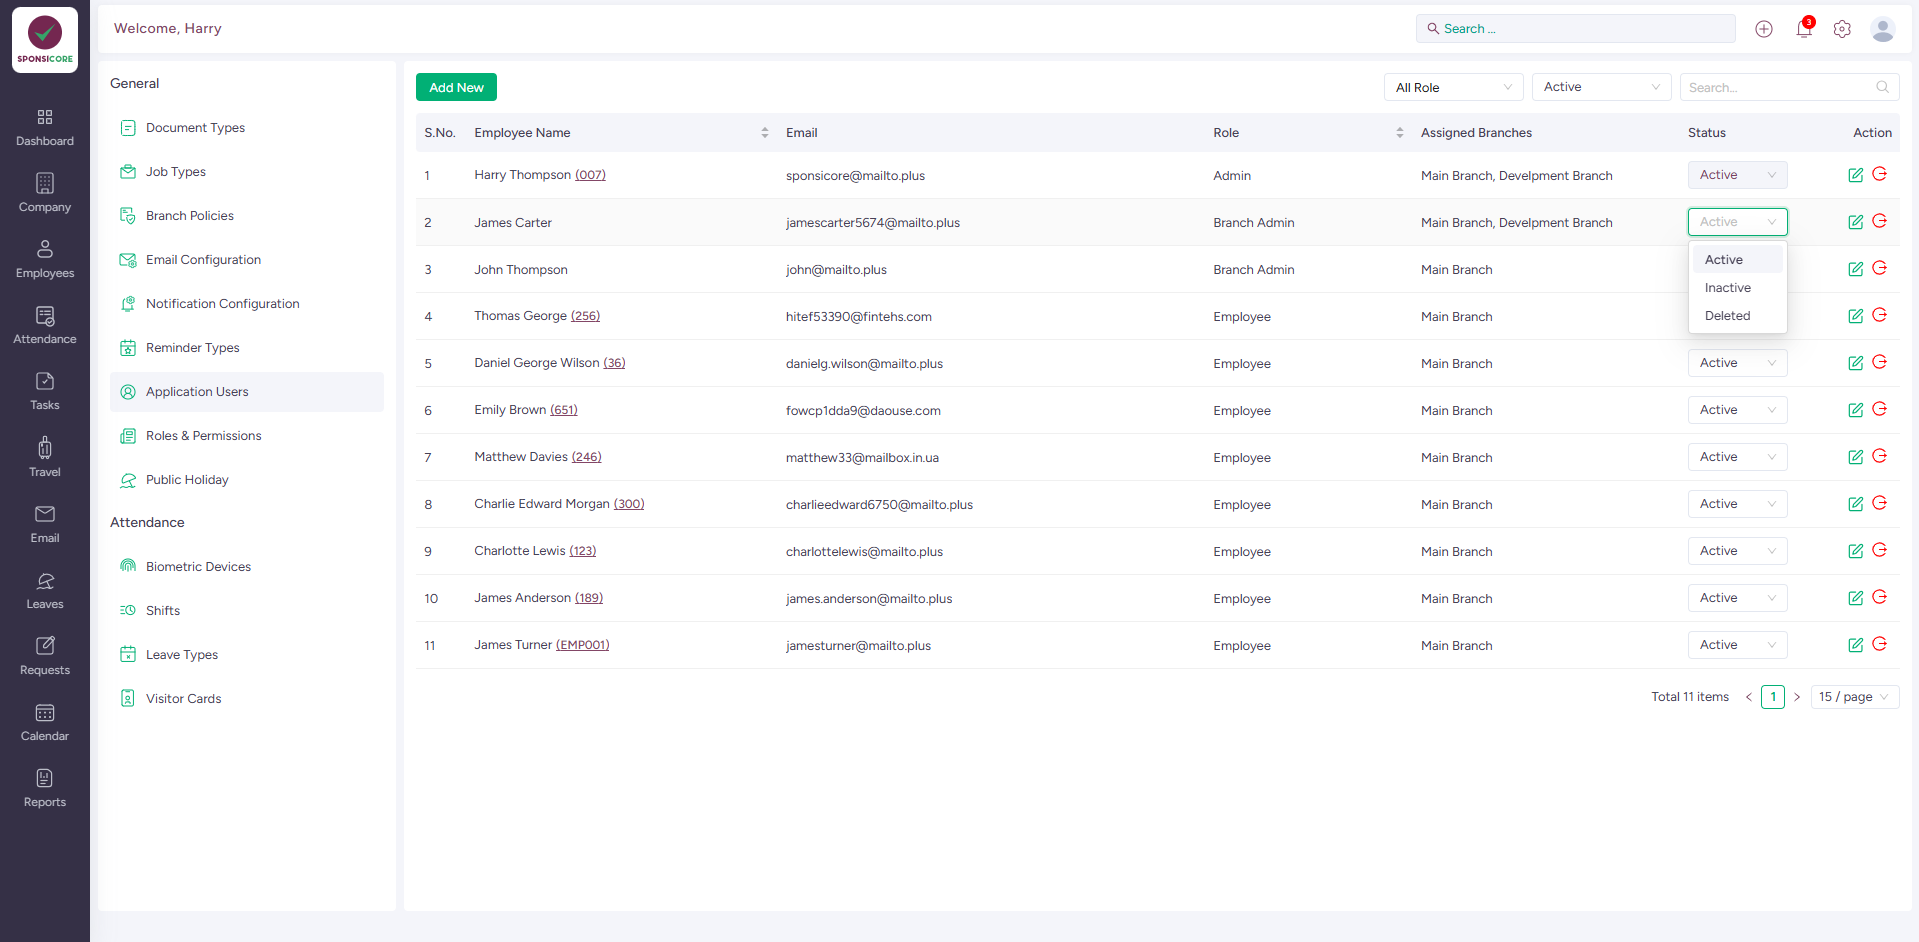 SPONSICORE
Dashboard
Company
Employees
Attendance
Tasks
Travel
Email
Leaves
Requests
Calendar
Reports
Welcome, Harry
Search ...
3
General
Document Types
Job Types
Branch Policies
Email Configuration
Notification Configuration
Reminder Types
Application Users
Roles & Permissions
Public Holiday
Attendance
Biometric Devices
Shifts
Leave Types
Visitor Cards
Add New
All Role
Active
Search...
S.No. Employee Name Email Role Assigned Branches Status Action
1 Harry Thompson (007) sponsicore@mailto.plus Admin Main Branch, Develpment Branch Active
2 James Carter jamescarter5674@mailto.plus Branch Admin Main Branch, Develpment Branch Active
Active
Inactive
Deleted
3 John Thompson john@mailto.plus Branch Admin Main Branch
4 Thomas George (256) hitef53390@fintehs.com Employee Main Branch
5 Daniel George Wilson (36) danielg.wilson@mailto.plus Employee Main Branch Active
6 Emily Brown (651) fowcp1dda9@daouse.com Employee Main Branch Active
7 Matthew Davies (246) matthew33@mailbox.in.ua Employee Main Branch Active
8 Charlie Edward Morgan (300) charlieedward6750@mailto.plus Employee Main Branch Active
9 Charlotte Lewis (123) charlottelewis@mailto.plus Employee Main Branch Active
10 James Anderson (189) james.anderson@mailto.plus Employee Main Branch Active
11 James Turner (EMP001) jamesturner@mailto.plus Employee Main Branch Active
Total 11 items < 1 > 15 / page